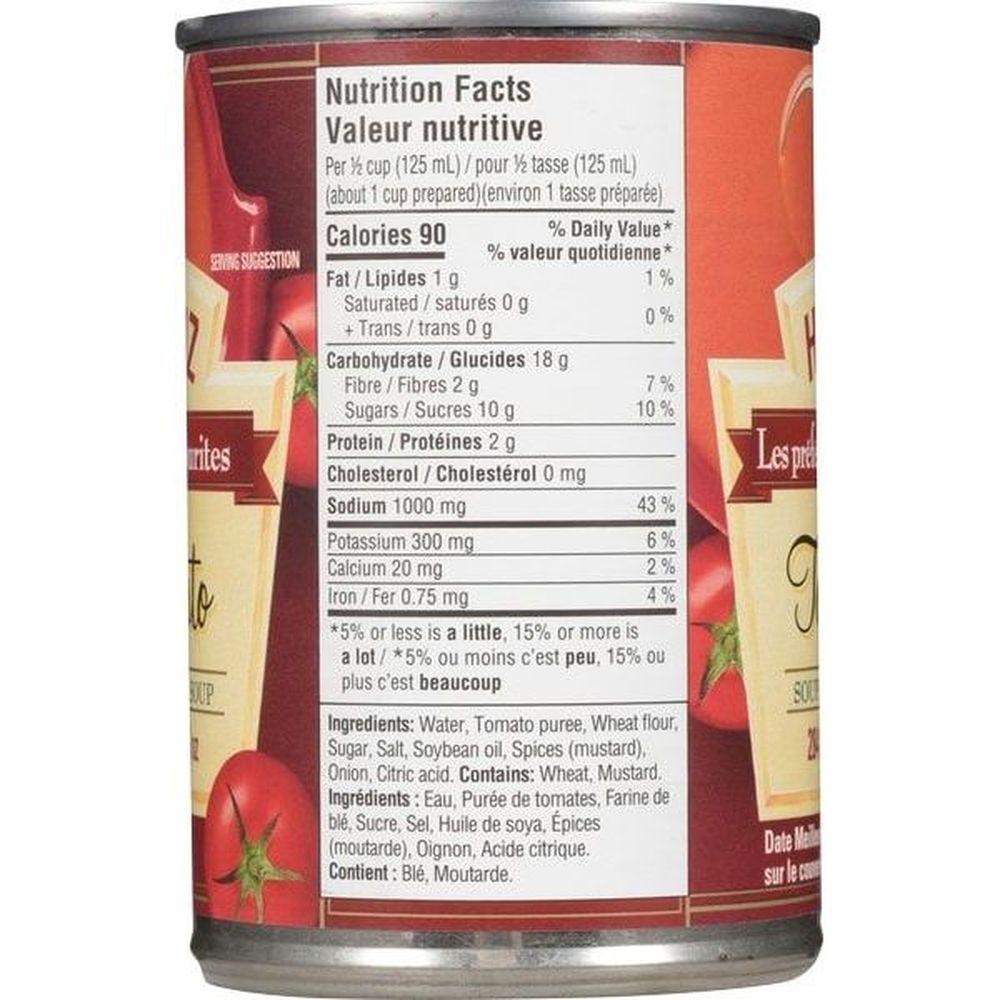 Nutrition Facts
Valeur nutritive
Per ½ cup (125 mL) / pour ½ tasse (125 mL)
(about 1 cup prepared)(environ 1 tasse préparée)
Calories 90
% Daily Value*
% valeur quotidienne*
Fat / Lipides 1 g 1 %
Saturated / saturés 0 g
+ Trans / trans 0 g
0 %
Carbohydrate / Glucides 18 g
Fibre / Fibres 2 g 7 %
Sugars / Sucres 10 g 10 %
Protein / Protéines 2 g
Cholesterol / Cholestérol 0 mg
Sodium 1000 mg 43 %
Potassium 300 mg 6 %
Calcium 20 mg 2 %
Iron / Fer 0.75 mg 4 %
*5% or less is a little, 15% or more is
a lot / *5% ou moins c'est peu, 15% ou
plus c'est beaucoup
Ingredients: Water, Tomato puree, Wheat flour,
Sugar, Salt, Soybean oil, Spices (mustard),
Onion, Citric acid. Contains: Wheat, Mustard.
Ingrédients : Eau, Purée de tomates, Farine de
blé, Sucre, Sel, Huile de soya, Épices
(moutarde), Oignon, Acide citrique.
Contient : Blé, Moutarde.
SERVING SUGGESTION
SOUP
Les
Date
sur le